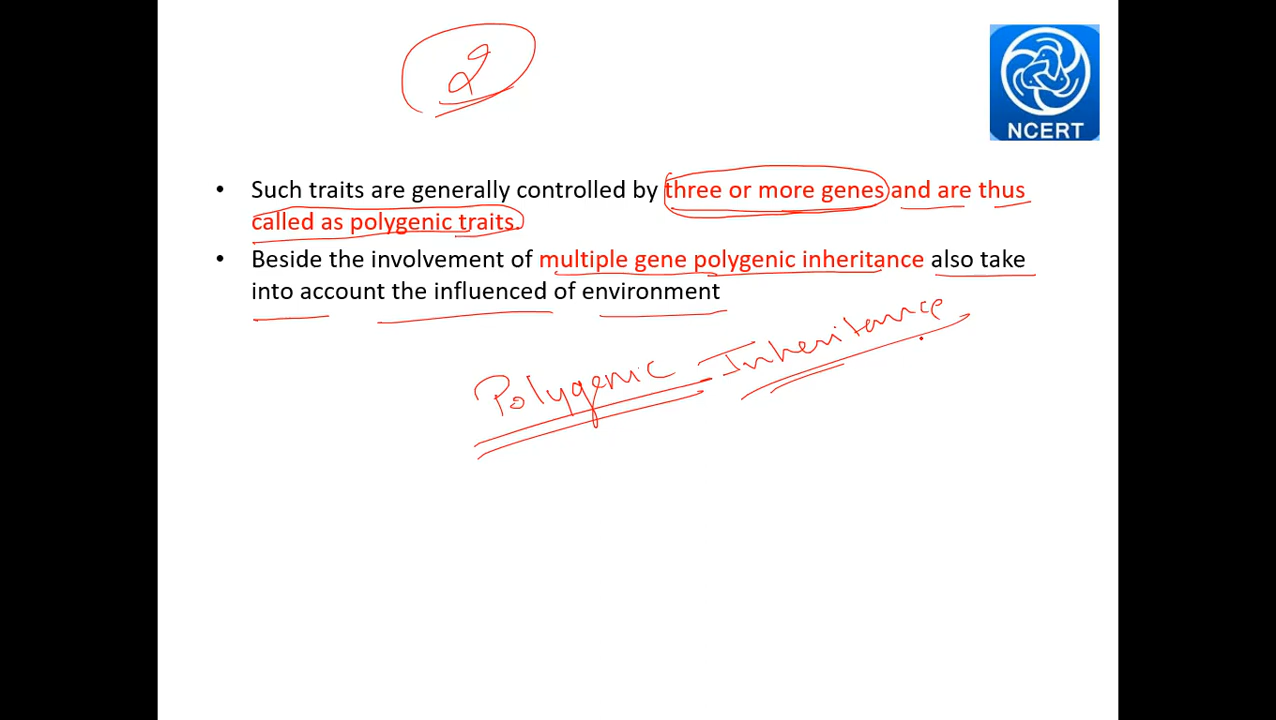 2
NCERT
• Such traits are generally controlled by three or more genes and are thus
called as polygenic traits.
• Beside the involvement of multiple gene polygenic inheritance also take
into account the influenced of environment
Polygenic Inheritance